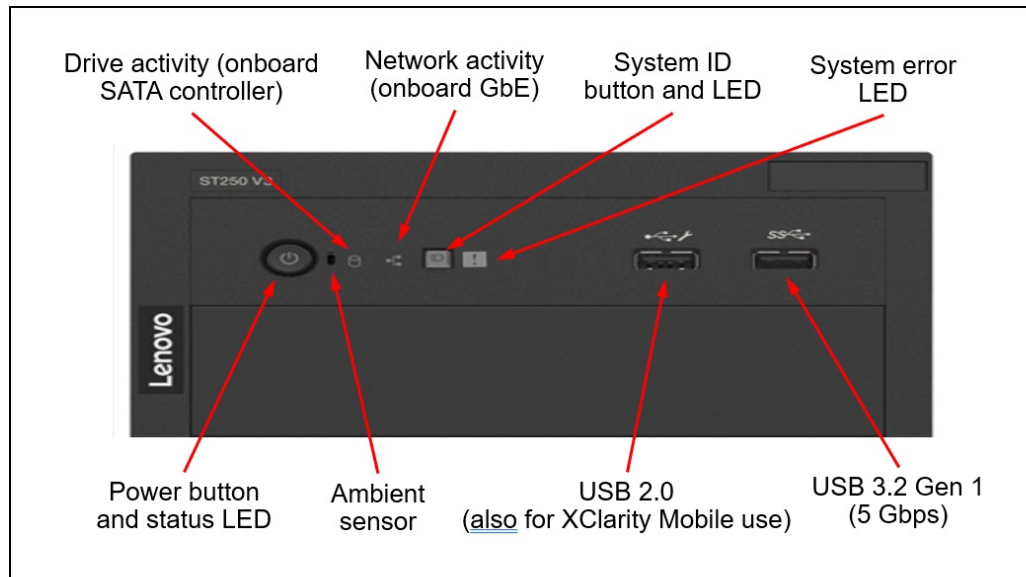 Drive activity (onboard
SATA controller)
Network activity
(onboard GbE)
System ID
button and LED
System error
LED
ST250 V3
ID
!
SS
Lenovo
Power button
and status LED
Ambient
sensor
USB 2.0
(also for XClarity Mobile use)
USB 3.2 Gen 1
(5 Gbps)